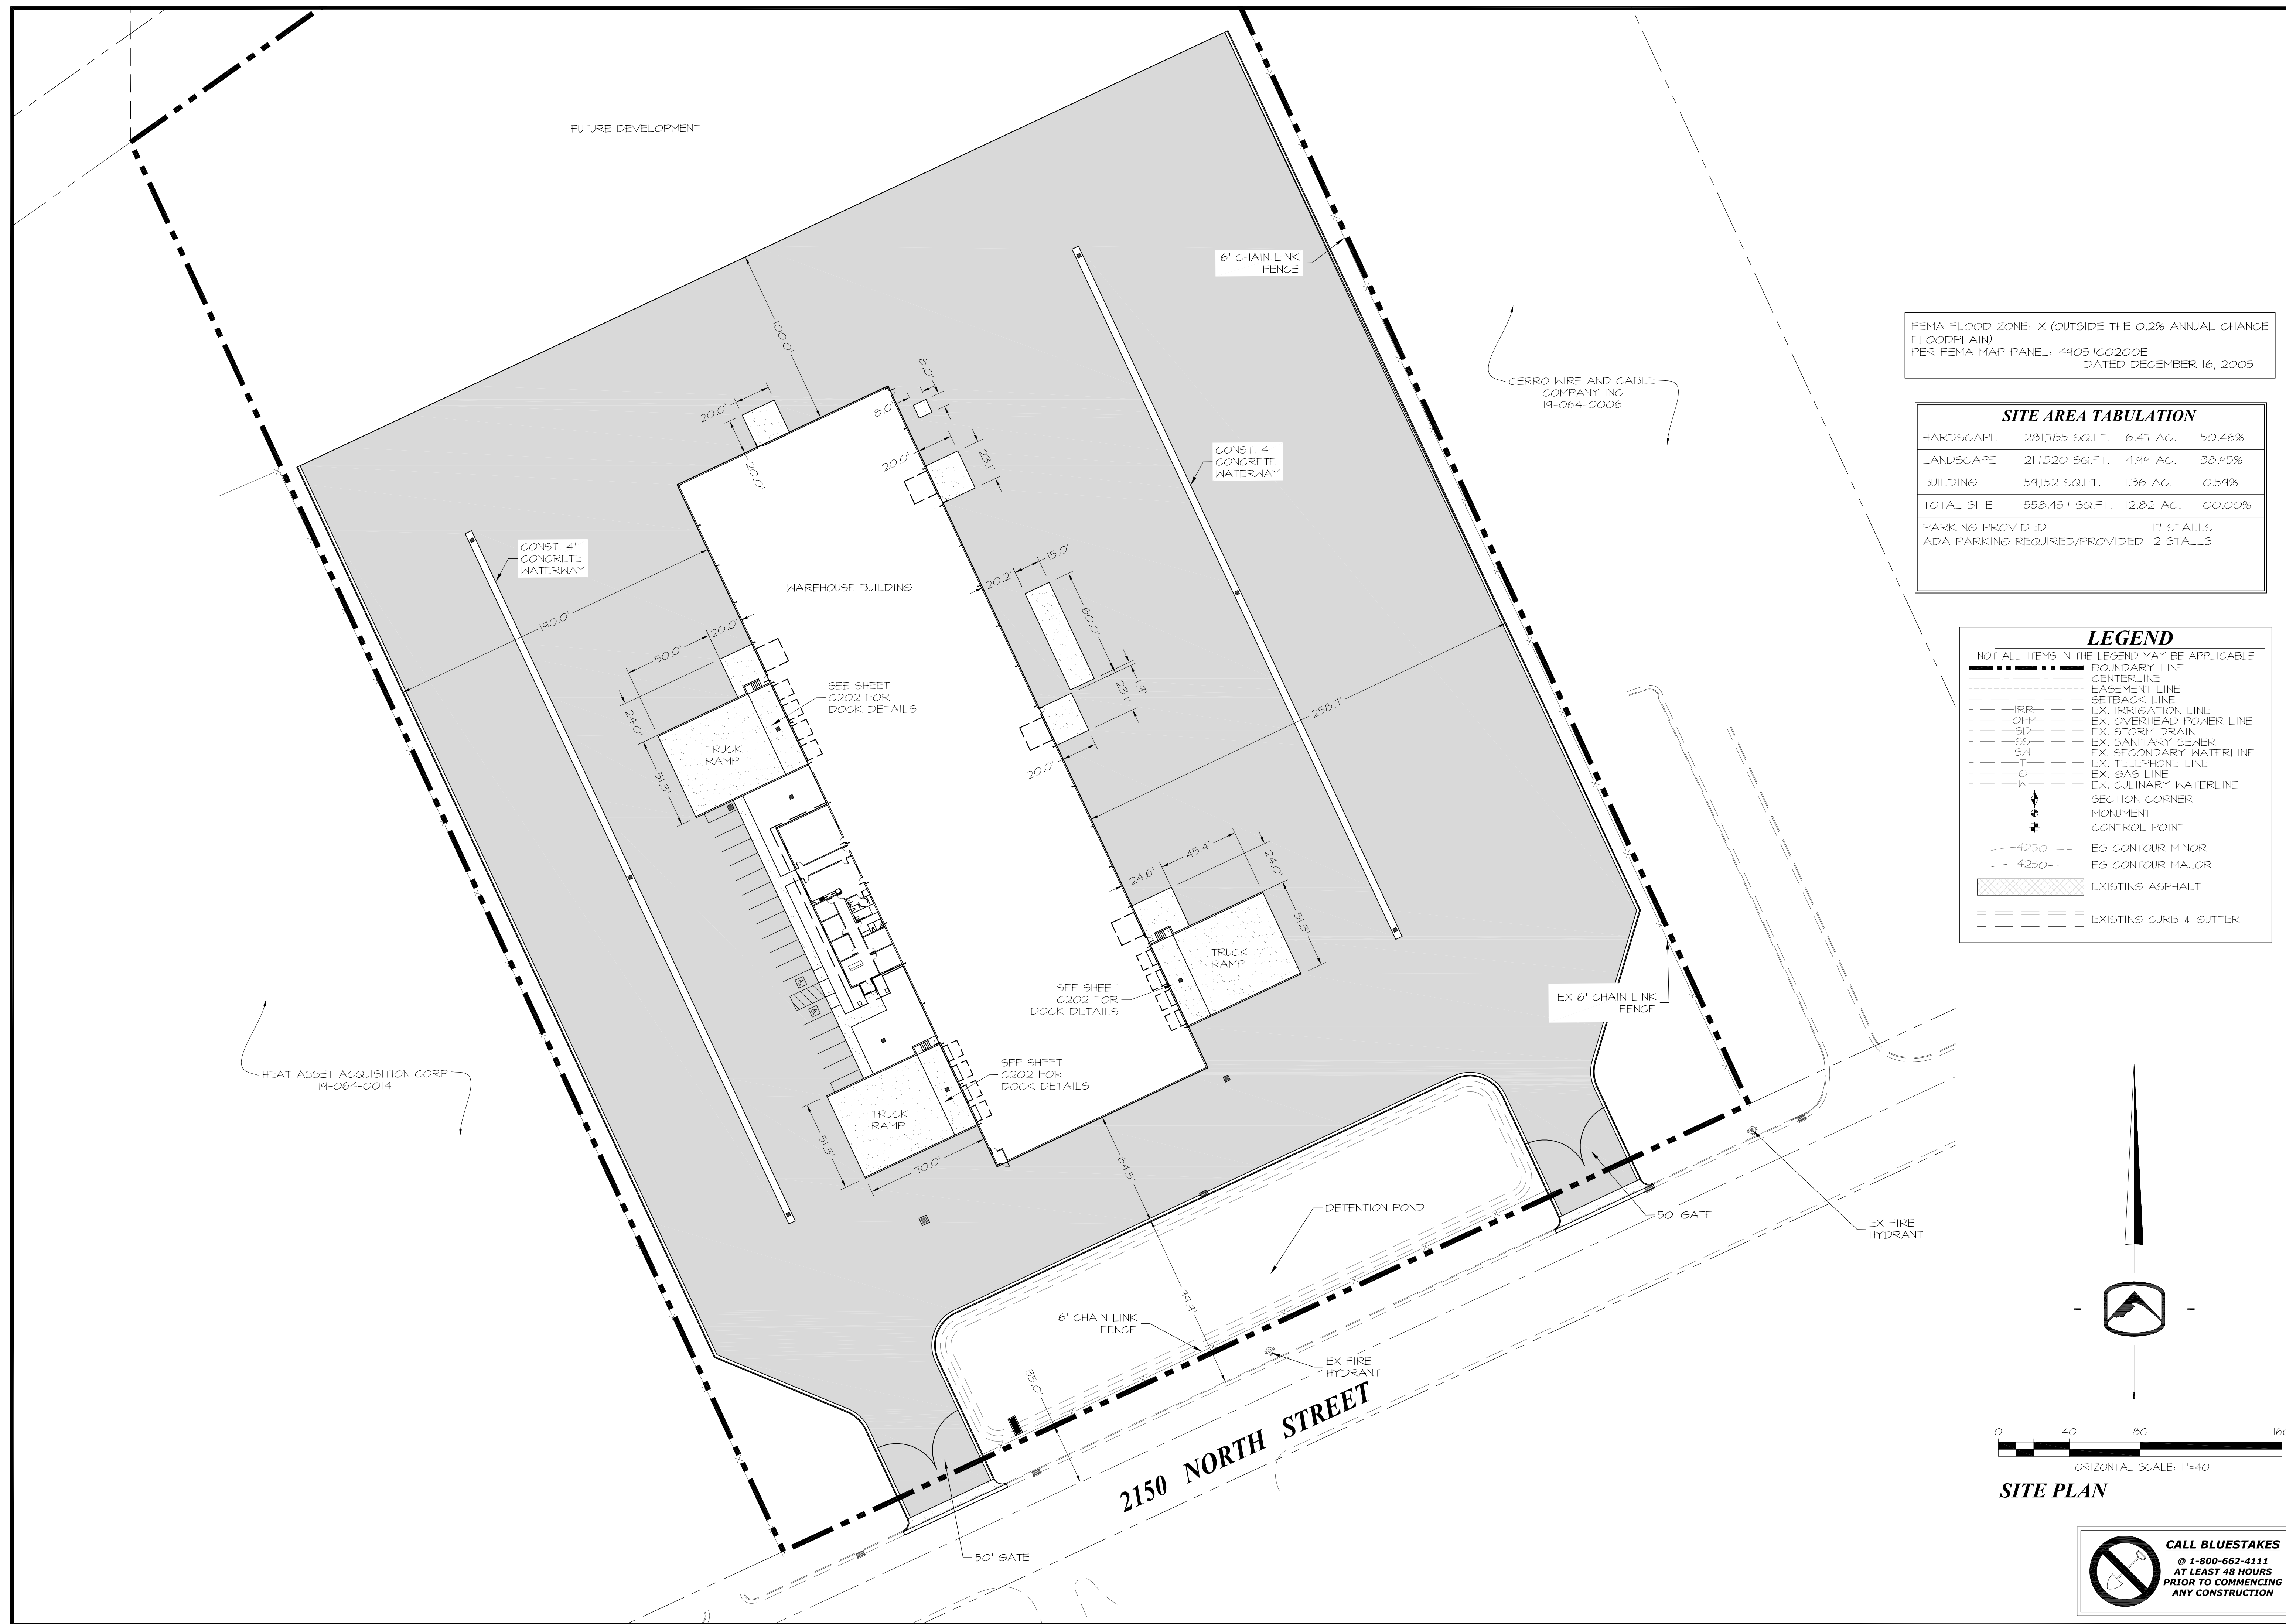 FUTURE DEVELOPMENT
6' CHAIN LINK
FENCE
100.0'
8.0'
8.0'
20.0'
20.0'
20.0'
23.1'
CERRO WIRE AND CABLE
COMPANY INC
19-064-0006
CONST. 4'
CONCRETE
WATERWAY
CONST. 4'
CONCRETE
WATERWAY
WAREHOUSE BUILDING
190.0'
20.2'
15.0'
60.0'
1.9'
23.1'
20.0'
50.0'
20.0'
24.0'
51.3'
TRUCK
RAMP
SEE SHEET
C202 FOR
DOCK DETAILS
258.7'
24.6'
45.4'
24.0'
51.3'
TRUCK
RAMP
SEE SHEET
C202 FOR
DOCK DETAILS
EX 6' CHAIN LINK
FENCE
HEAT ASSET ACQUISITION CORP
19-064-0014
SEE SHEET
C202 FOR
DOCK DETAILS
TRUCK
RAMP
51.3'
70.0'
64.5'
DETENTION POND
50' GATE
EX FIRE
HYDRANT
99.9'
6' CHAIN LINK
FENCE
EX FIRE
HYDRANT
35.0'
2150 NORTH STREET
50' GATE
FEMA FLOOD ZONE: X (OUTSIDE THE 0.2% ANNUAL CHANCE
FLOODPLAIN)
PER FEMA MAP PANEL: 49057C0200E
DATED DECEMBER 16, 2005
SITE AREA TABULATION
HARDSCAPE 281,785 SQ.FT. 6.47 AC. 50.46%
LANDSCAPE 217,520 SQ.FT. 4.99 AC. 38.95%
BUILDING 59,152 SQ.FT. 1.36 AC. 10.59%
TOTAL SITE 558,457 SQ.FT. 12.82 AC. 100.00%
PARKING PROVIDED 17 STALLS
ADA PARKING REQUIRED/PROVIDED 2 STALLS
LEGEND
NOT ALL ITEMS IN THE LEGEND MAY BE APPLICABLE
BOUNDARY LINE
CENTERLINE
EASEMENT LINE
SETBACK LINE
IRR EX. IRRIGATION LINE
OHP EX. OVERHEAD POWER LINE
SD EX. STORM DRAIN
SS EX. SANITARY SEWER
SW EX. SECONDARY WATERLINE
T EX. TELEPHONE LINE
G EX. GAS LINE
W EX. CULINARY WATERLINE
SECTION CORNER
MONUMENT
CONTROL POINT
4250 EG CONTOUR MINOR
4250 EG CONTOUR MAJOR
EXISTING ASPHALT
EXISTING CURB & GUTTER
0 40 80 160
HORIZONTAL SCALE: 1"=40'
SITE PLAN
CALL BLUESTAKES
@ 1-800-662-4111
AT LEAST 48 HOURS
PRIOR TO COMMENCING
ANY CONSTRUCTION